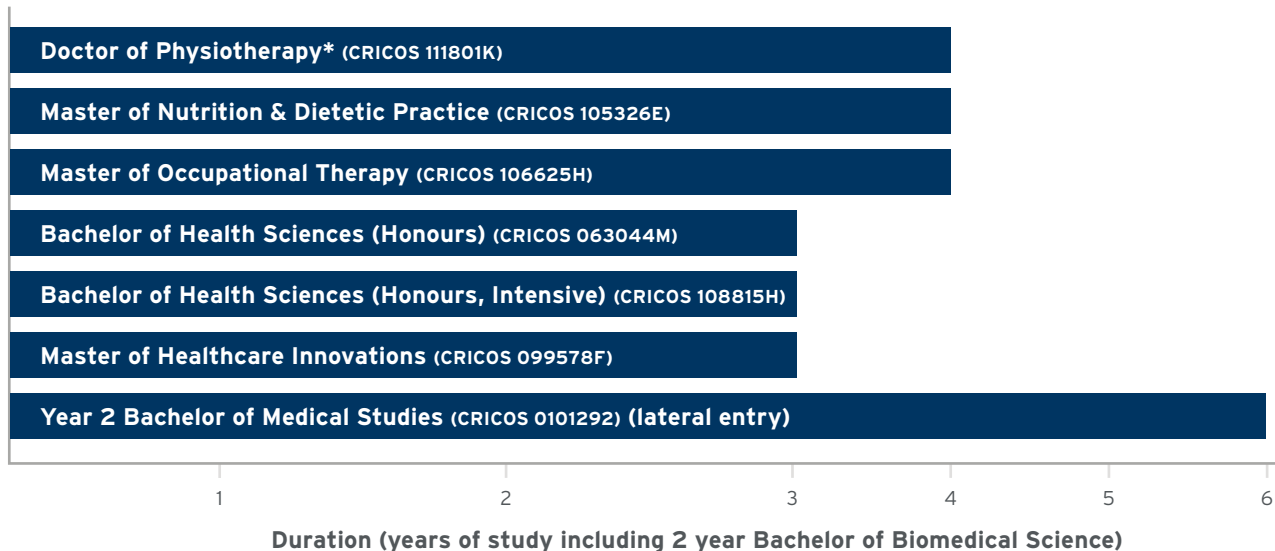 Doctor of Physiotherapy* (CRICOS 111801K)
Master of Nutrition & Dietetic Practice (CRICOS 105326E)
Master of Occupational Therapy (CRICOS 106625H)
Bachelor of Health Sciences (Honours) (CRICOS 063044M)
Bachelor of Health Sciences (Honours, Intensive) (CRICOS 108815H)
Master of Healthcare Innovations (CRICOS 099578F)
Year 2 Bachelor of Medical Studies (CRICOS 0101292) (lateral entry)
1 2 3 4 5 6
Duration (years of study including 2 year Bachelor of Biomedical Science)